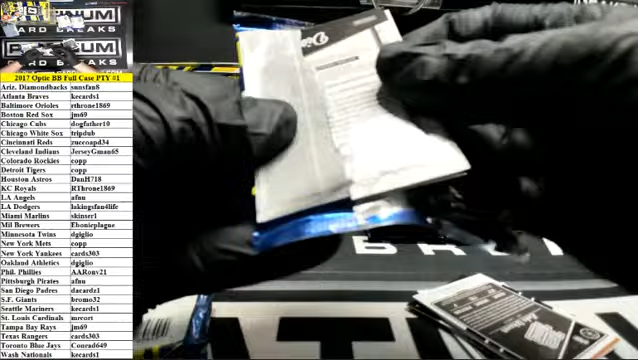 PLATINUM
CARD BREAKS
2017 Optic BB Full Case PTY #1
Ariz. Diamondbacks sunsfan8
Atlanta Braves kecards1
Baltimore Orioles rthrone1869
Boston Red Sox jm69
Chicago Cubs dogfather10
Chicago White Sox tripdub
Cincinnati Reds zuccoapd34
Cleveland Indians JerseyGman65
Colorado Rockies copp
Detroit Tigers copp
Houston Astros DanH718
KC Royals RThrone1869
LA Angels afnu
LA Dodgers lakingsfan4life
Miami Marlins skinser1
Mil Brewers Ebonieplague
Minnesota Twins dgiglio
New York Mets copp
New York Yankees cards303
Oakland Athletics dgiglio
Phil. Phillies AARonv21
Pittsburgh Pirates afnu
San Diego Padres dacardz1
S.F. Giants bromo32
Seattle Mariners kecards1
St. Louis Cardinals mrcort
Tampa Bay Rays jm69
Texas Rangers cards303
Toronto Blue Jays Conrad649
Wash Nationals kecards1